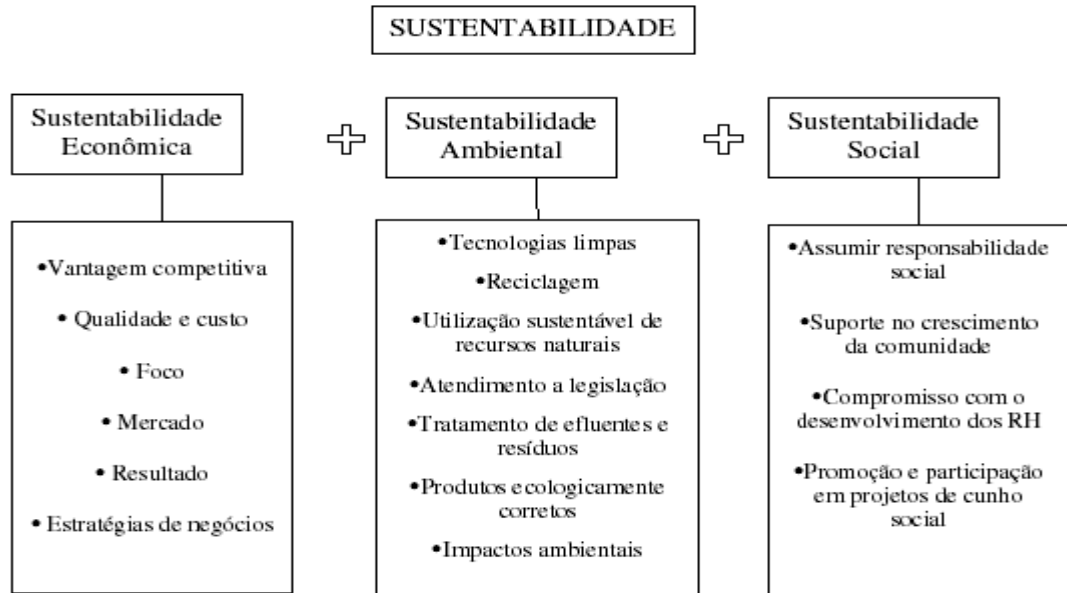 SUSTENTABILIDADE
Sustentabilidade
Econômica
Sustentabilidade
Ambiental
Sustentabilidade
Social
•Vantagem competitiva
• Qualidade e custo
• Foco
• Mercado
• Resultado
• Estratégias de negócios
•Tecnologias limpas
•Reciclagem
•Utilização sustentável de
recursos naturais
•Atendimento a legislação
•Tratamento de efluentes e
resíduos
•Produtos ecologicamente
corretos
•Impactos ambientais
•Assumir responsabilidade
social
•Suporte no crescimento
da comunidade
•Compromisso com o
desenvolvimento dos RH
•Promoção e participação
em projetos de cunho
social